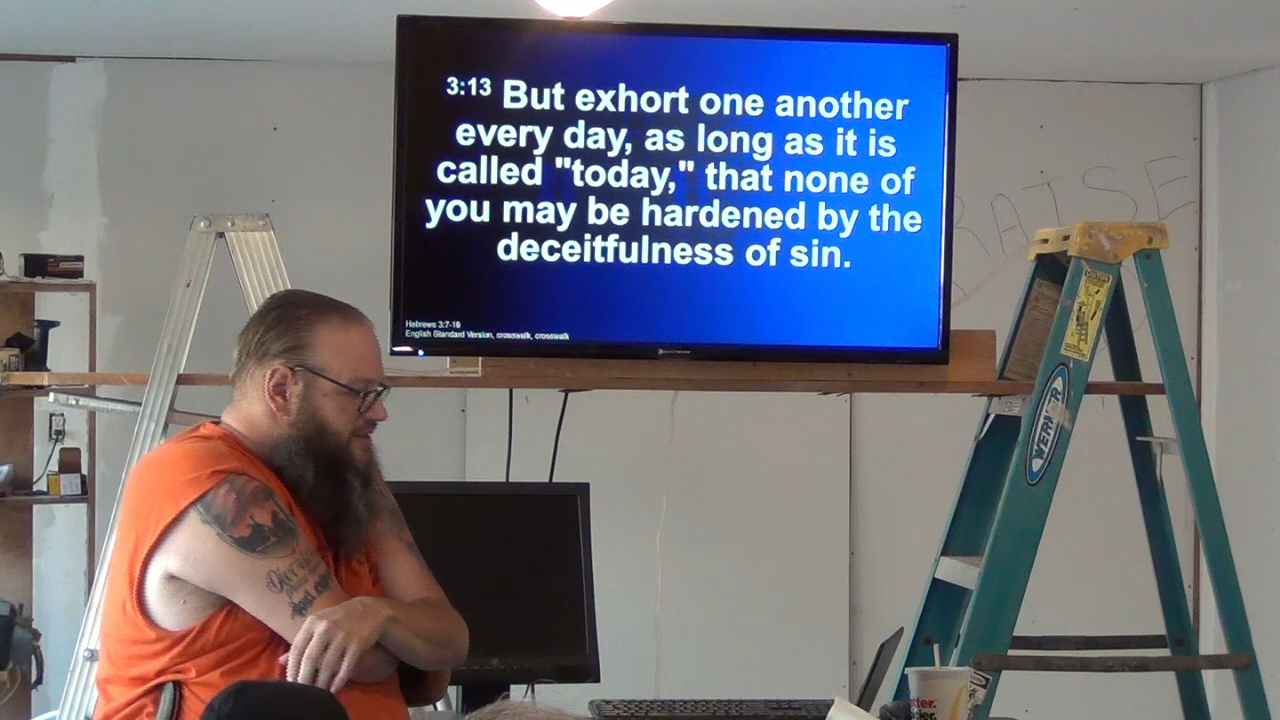 3:13 But exhort one another
every day, as long as it is
called "today," that none of
you may be hardened by the
deceitfulness of sin.
Hebrews 3:7-19
English Standard Version, crosswalk, crosswalk
RAISE
WERNER